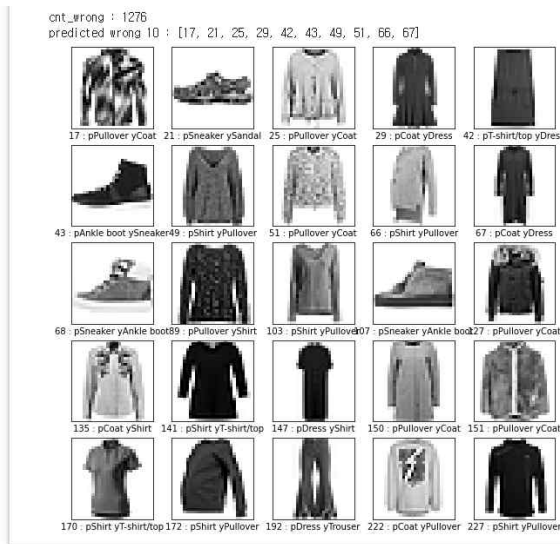 cnt_wrong : 1276
predicted wrong 10 : [17, 21, 25, 29, 42, 43, 49, 51, 66, 67]
17 : pPullover yCoat 21 : pSneaker ySandal 25 : pPullover yCoat 29 : pCoat yDress 42 : pT-shirt/top yDres
43 : pAnkle boot ySneaker 49 : pShirt yPullover 51 : pPullover yCoat 66 : pShirt yPullover 67 : pCoat yDress
68 : pSneaker yAnkle boot 89 : pPullover yShirt 103 : pShirt yPullover 107 : pSneaker yAnkle boot 127 : pPullover yCoat
135 : pCoat yShirt 141 : pShirt yT-shirt/top 147 : pDress yShirt 150 : pPullover yCoat 151 : pPullover yCoat
170 : pShirt yT-shirt/top 172 : pShirt yPullover 192 : pDress yTrouser 222 : pCoat yPullover 227 : pShirt yPullover